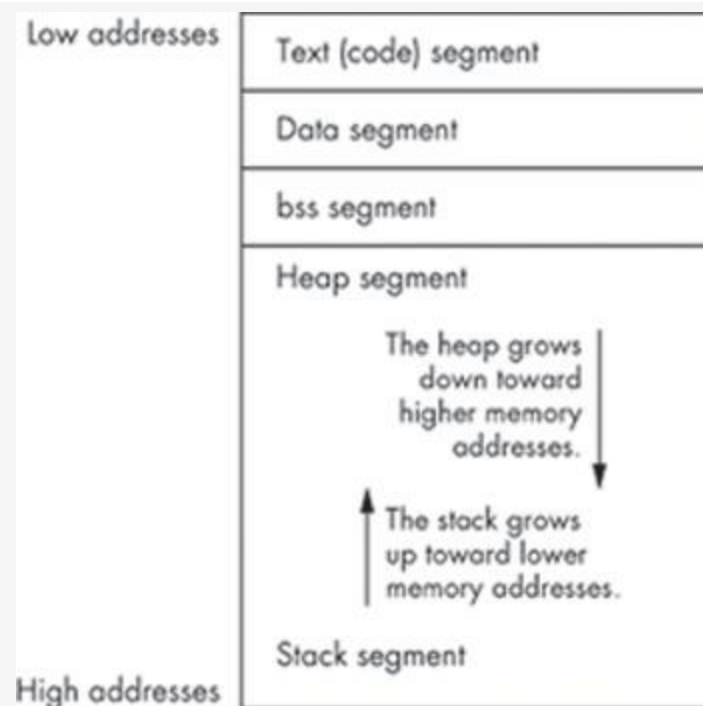 Low addresses
Text (code) segment
Data segment
bss segment
Heap segment
The heap grows
down toward
higher memory
addresses.
The stack grows
up toward lower
memory addresses.
Stack segment
High addresses